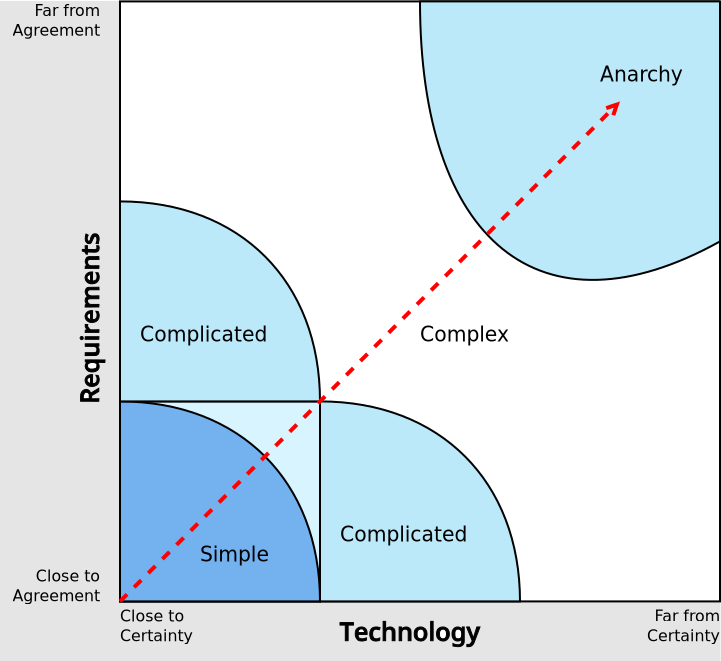 Far from
Agreement
Anarchy
Requirements
Complicated
Complex
Complicated
Simple
Close to
Agreement
Close to
Certainty
Technology
Far from
Certainty